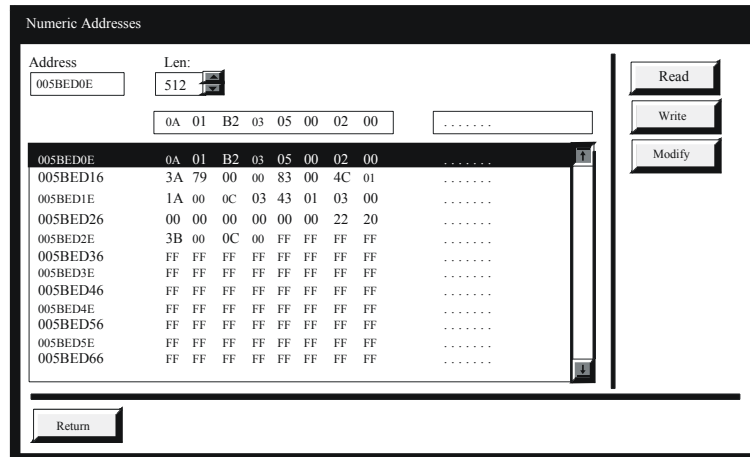 Numeric Addresses
Address Len:
005BED0E 512
Read
Write
Modify
0A 01 B2 03 05 00 02 00 . . . . . . .
005BED0E 0A 01 B2 03 05 00 02 00 . . . . . . .
005BED16 3A 79 00 00 83 00 4C 01 . . . . . . .
005BED1E 1A 00 0C 03 43 01 03 00 . . . . . . .
005BED26 00 00 00 00 00 00 22 20 . . . . . . .
005BED2E 3B 00 0C 00 FF FF FF FF . . . . . . .
005BED36 FF FF FF FF FF FF FF FF . . . . . . .
005BED3E FF FF FF FF FF FF FF FF . . . . . . .
005BED46 FF FF FF FF FF FF FF FF . . . . . . .
005BED4E FF FF FF FF FF FF FF FF . . . . . . .
005BED56 FF FF FF FF FF FF FF FF . . . . . . .
005BED5E FF FF FF FF FF FF FF FF . . . . . . .
005BED66 FF FF FF FF FF FF FF FF . . . . . . .
Return